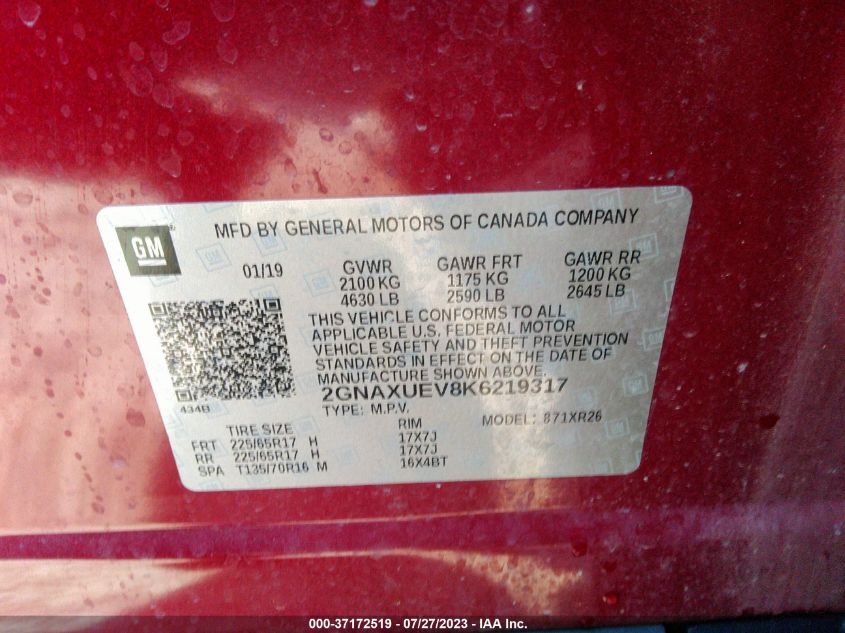 MFD BY GENERAL MOTORS OF CANADA COMPANY
GM
01/19 GVWR GAWR FRT GAWR RR
2100 KG 1175 KG 1200 KG
4630 LB 2590 LB 2645 LB
THIS VEHICLE CONFORMS TO ALL
APPLICABLE U.S. FEDERAL MOTOR
VEHICLE SAFETY AND THEFT PREVENTION
STANDARDS IN EFFECT ON THE DATE OF
MANUFACTURE SHOWN ABOVE.
2GNAXUEV8K6219317
434B
TYPE: M.P.V. MODEL: 871XR26
TIRE SIZE RIM
FRT 225/65R17 H 17X7J
RR 225/65R17 H 17X7J
SPA T135/70R16 M 16X4BT
000-37172519 - 07/27/2023 - IAA Inc.